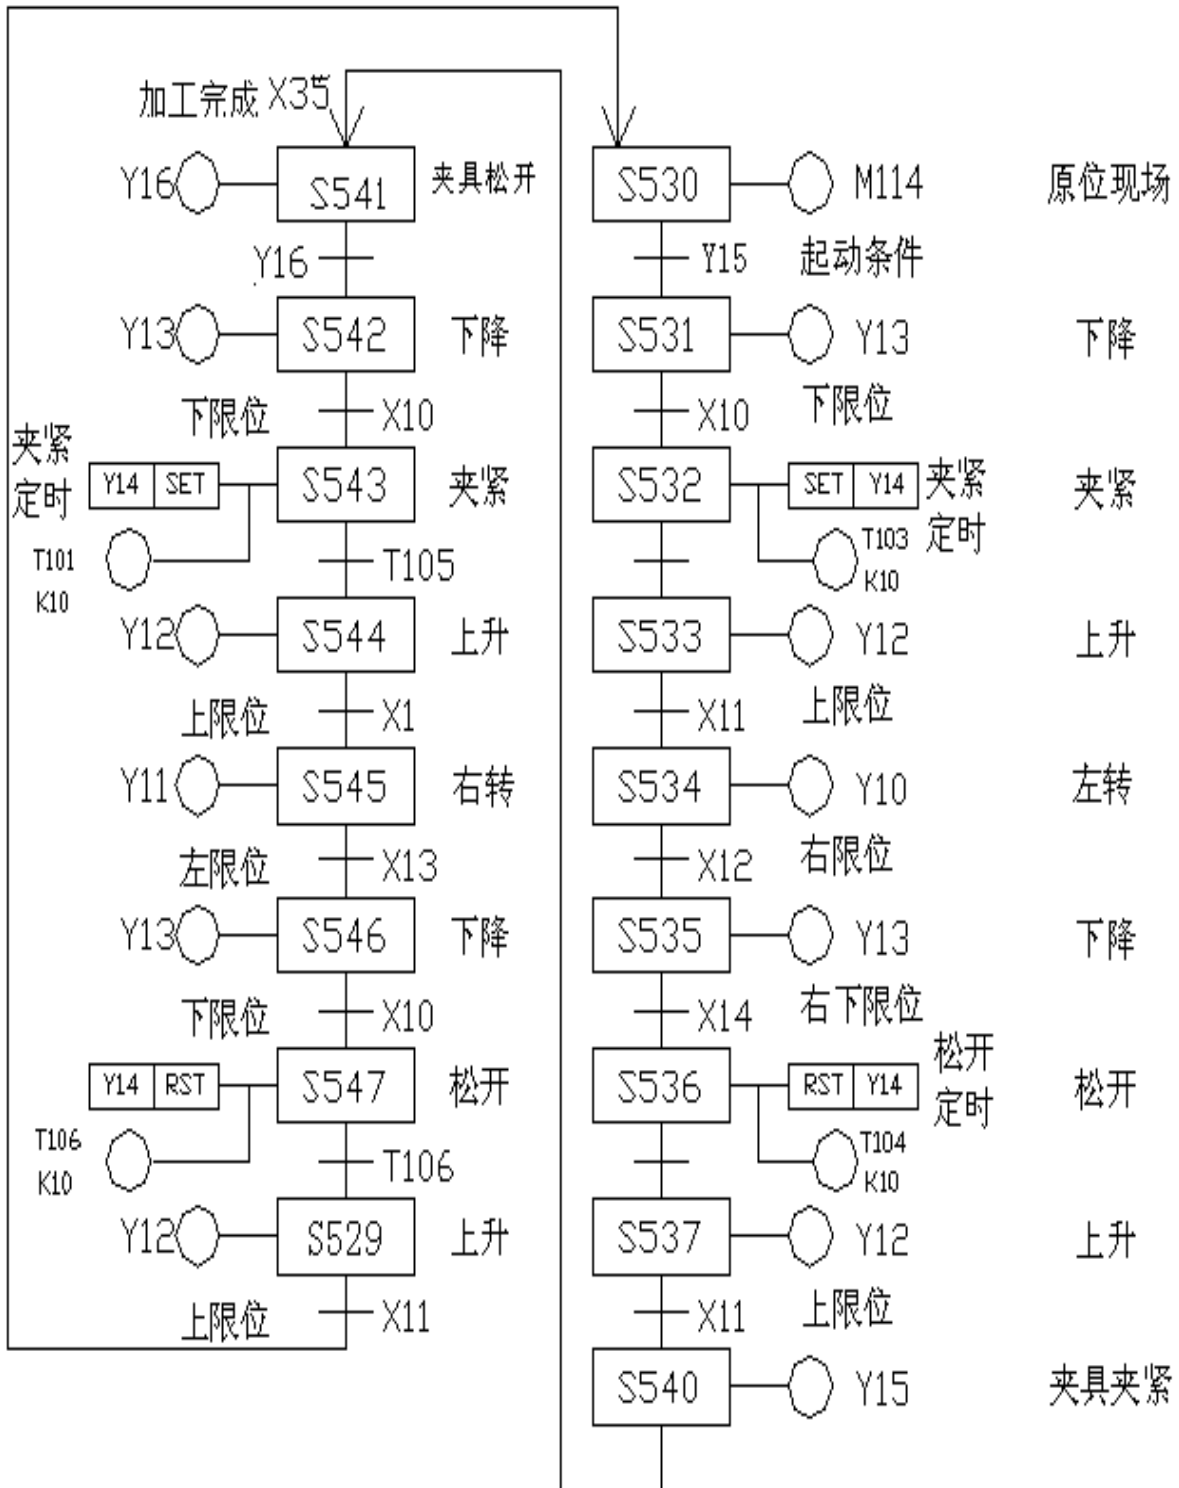 加工完成 X35
Y16 S541 夹具松开
Y16
Y13 S542 下降
下限位 X10
夹紧
定时
Y14 SET S543 夹紧
T101
K10
T105
Y12 S544 上升
上限位 X1
Y11 S545 右转
左限位 X13
Y13 S546 下降
下限位 X10
Y14 RST S547 松开
T106
K10
T106
Y12 S529 上升
上限位 X11
S530 M114 原位现场
Y15 起动条件
S531 Y13 下降
X10 下限位
S532 SET Y14 夹紧 夹紧
定时
T103
K10
S533 Y12 上升
X11 上限位
S534 Y10 左转
X12 右限位
S535 Y13 下降
X14 右下限位
S536 RST Y14 松开 松开
定时
T104
K10
S537 Y12 上升
X11 上限位
S540 Y15 夹具夹紧